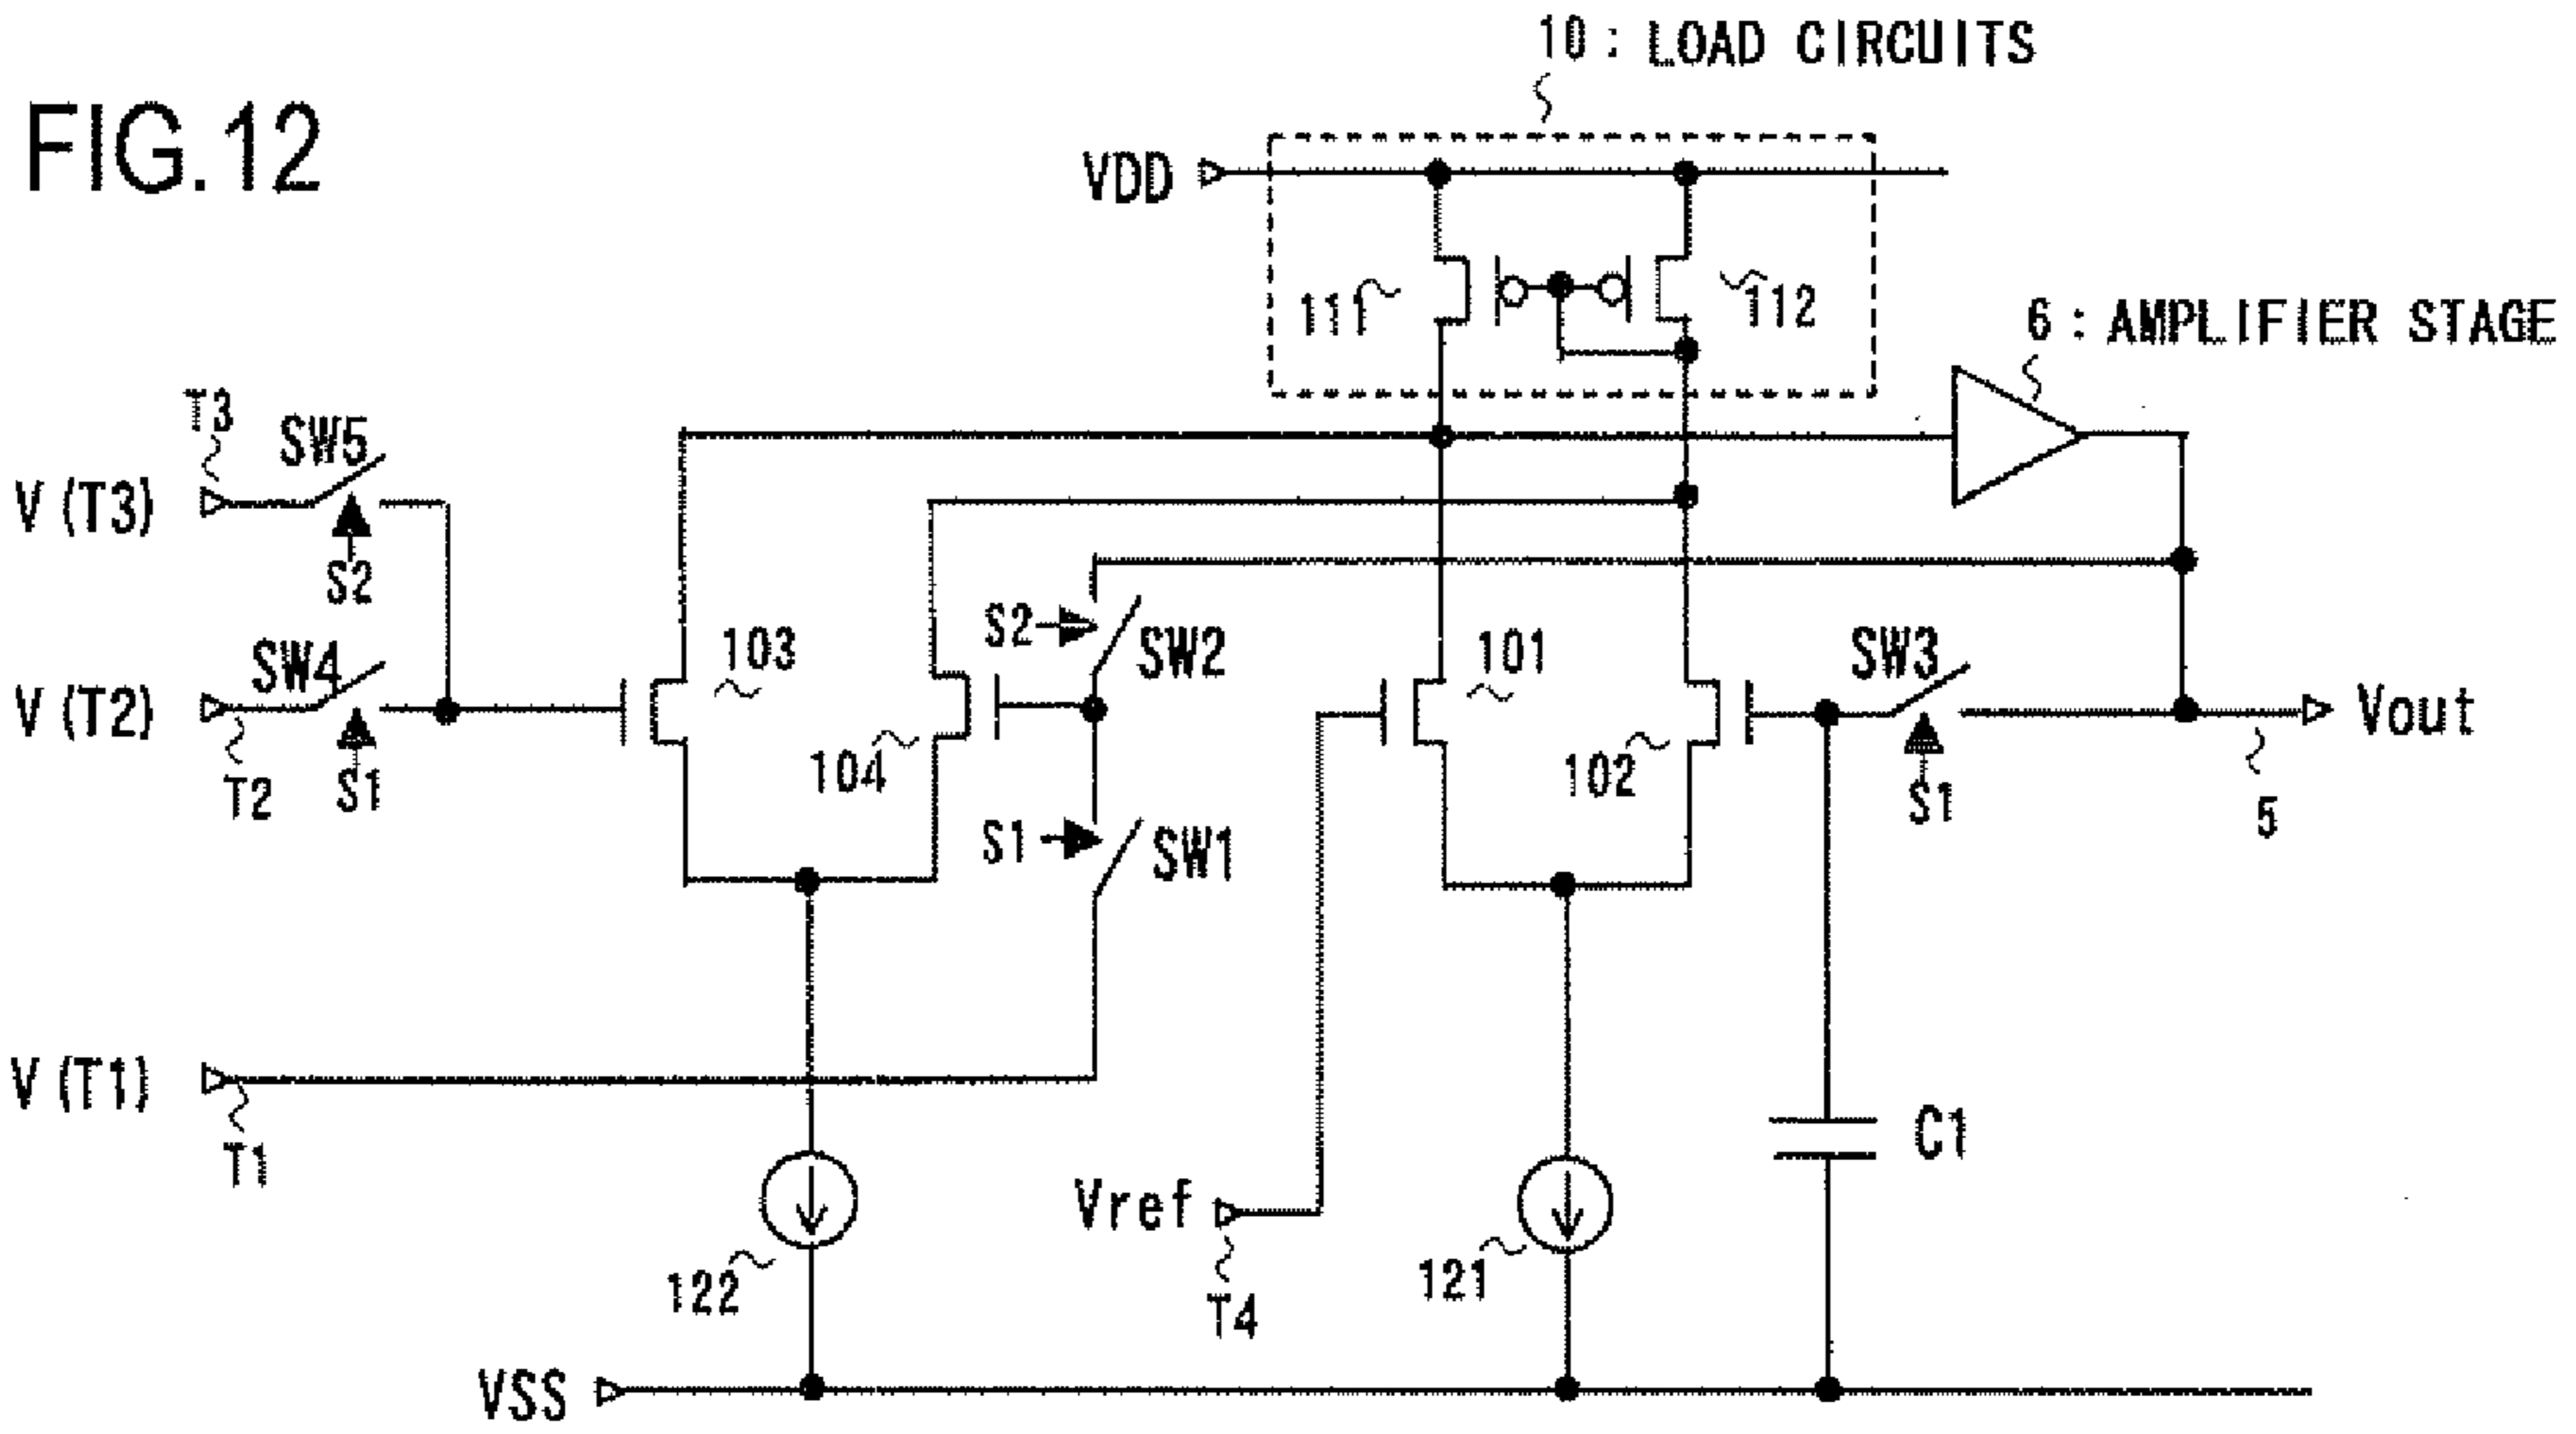 FIG.12
10 : LOAD CIRCUITS
VDD
111
112
6 : AMPLIFIER STAGE
T3
SW5
V (T3)
S2
SW4
V (T2)
T2
S1
103
104
S2
SW2
S1
SW1
101
102
SW3
S1
Vout
5
V (T1)
T1
122
Vref
T4
121
C1
VSS